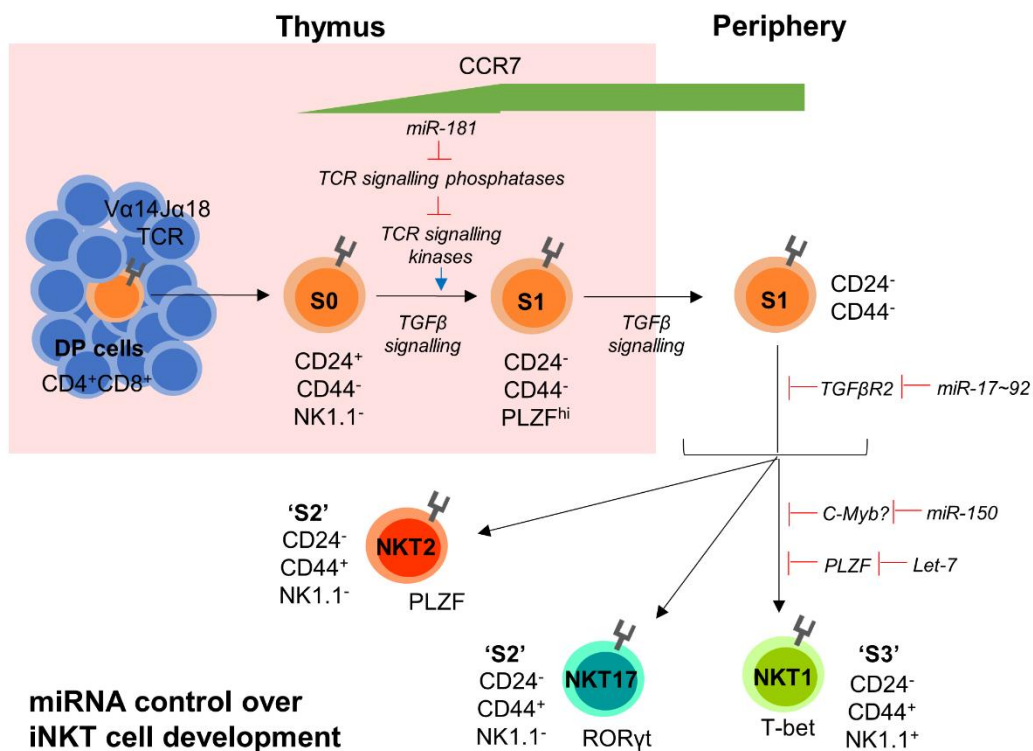 Thymus
Periphery
CCR7
miR-181
TCR signalling phosphatases
TCR signalling
kinases
Vα14Jα18
TCR
DP cells
CD4⁺CD8⁺
S0
CD24⁺
CD44⁻
NK1.1⁻
TGFβ
signalling
S1
CD24⁻
CD44⁻
PLZFʰⁱ
TGFβ
signalling
S1
CD24⁻
CD44⁻
TGFβR2
miR-17~92
C-Myb?
miR-150
PLZF
Let-7
'S2'
CD24⁻
CD44⁺
NK1.1⁻
NKT2
PLZF
'S2'
CD24⁻
CD44⁺
NK1.1⁻
NKT17
RORγt
NKT1
T-bet
'S3'
CD24⁻
CD44⁺
NK1.1⁺
miRNA control over
iNKT cell development